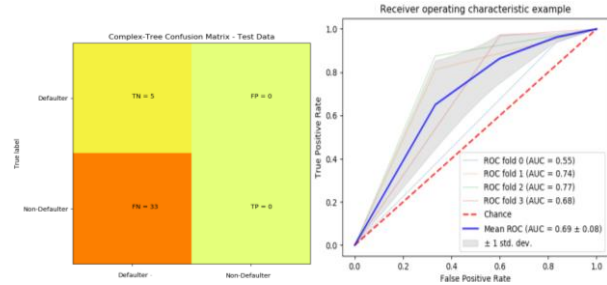 Complex-Tree Confusion Matrix - Test Data
True label
Defaulter
TN = 5
FP = 0
Non-Defaulter
FN = 33
TP = 0
Defaulter
Non-Defaulter
Receiver operating characteristic example
True Positive Rate
1.0
0.8
0.6
0.4
0.2
0.0
ROC fold 0 (AUC = 0.55)
ROC fold 1 (AUC = 0.74)
ROC fold 2 (AUC = 0.77)
ROC fold 3 (AUC = 0.68)
Chance
Mean ROC (AUC = 0.69 ± 0.08)
± 1 std. dev.
0.0 0.2 0.4 0.6 0.8 1.0
False Positive Rate